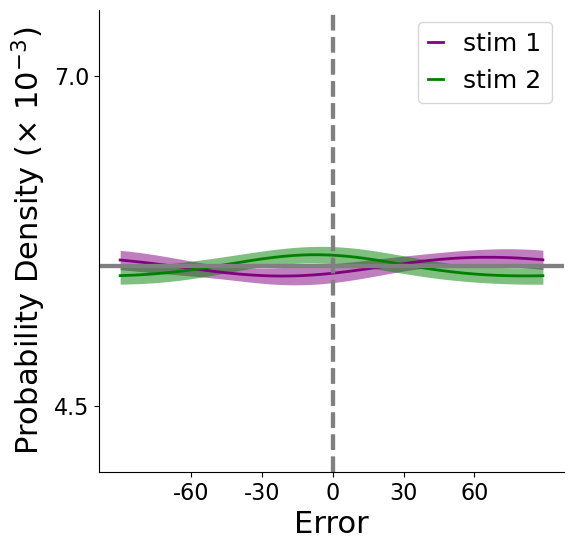 stim 1
stim 2
Probability Density (× 10⁻³)
7.0
4.5
-60 -30 0 30 60
Error